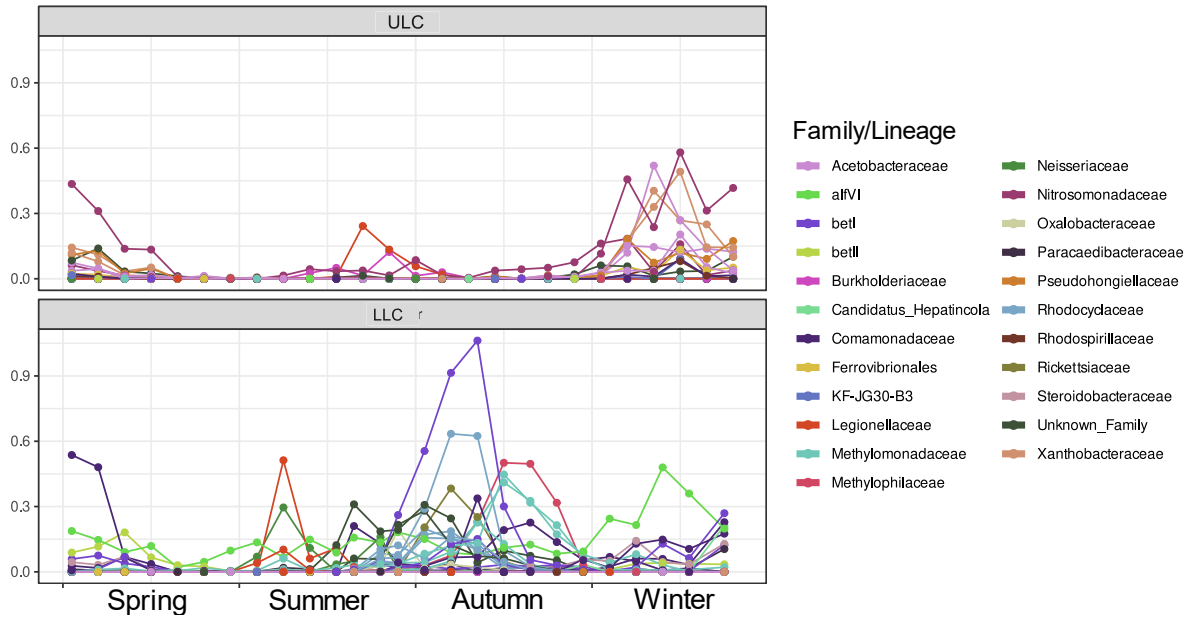 ULC
0.9
0.6
0.3
0.0
LLC r
0.9
0.6
0.3
0.0
Spring Summer Autumn Winter
Family/Lineage
Acetobacteraceae
alfVI
betI
betII
Burkholderiaceae
Candidatus_Hepatincola
Comamonadaceae
Ferrovibrionales
KF-JG30-B3
Legionellaceae
Methylomonadaceae
Methylophilaceae
Neisseriaceae
Nitrosomonadaceae
Oxalobacteraceae
Paracaedibacteraceae
Pseudohongiellaceae
Rhodocyclaceae
Rhodospirillaceae
Rickettsiaceae
Steroidobacteraceae
Unknown_Family
Xanthobacteraceae